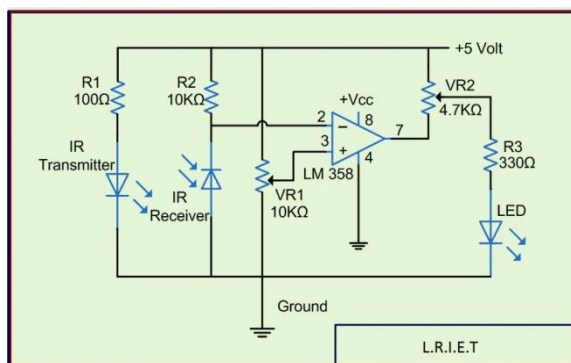 +5 Volt
R1
100Ω
R2
10KΩ
VR2
4.7KΩ
+Vcc
2
8
7
3
4
R3
330Ω
IR
Transmitter
LM 358
VR1
10KΩ
IR
Receiver
LED
Ground
L.R.I.E.T